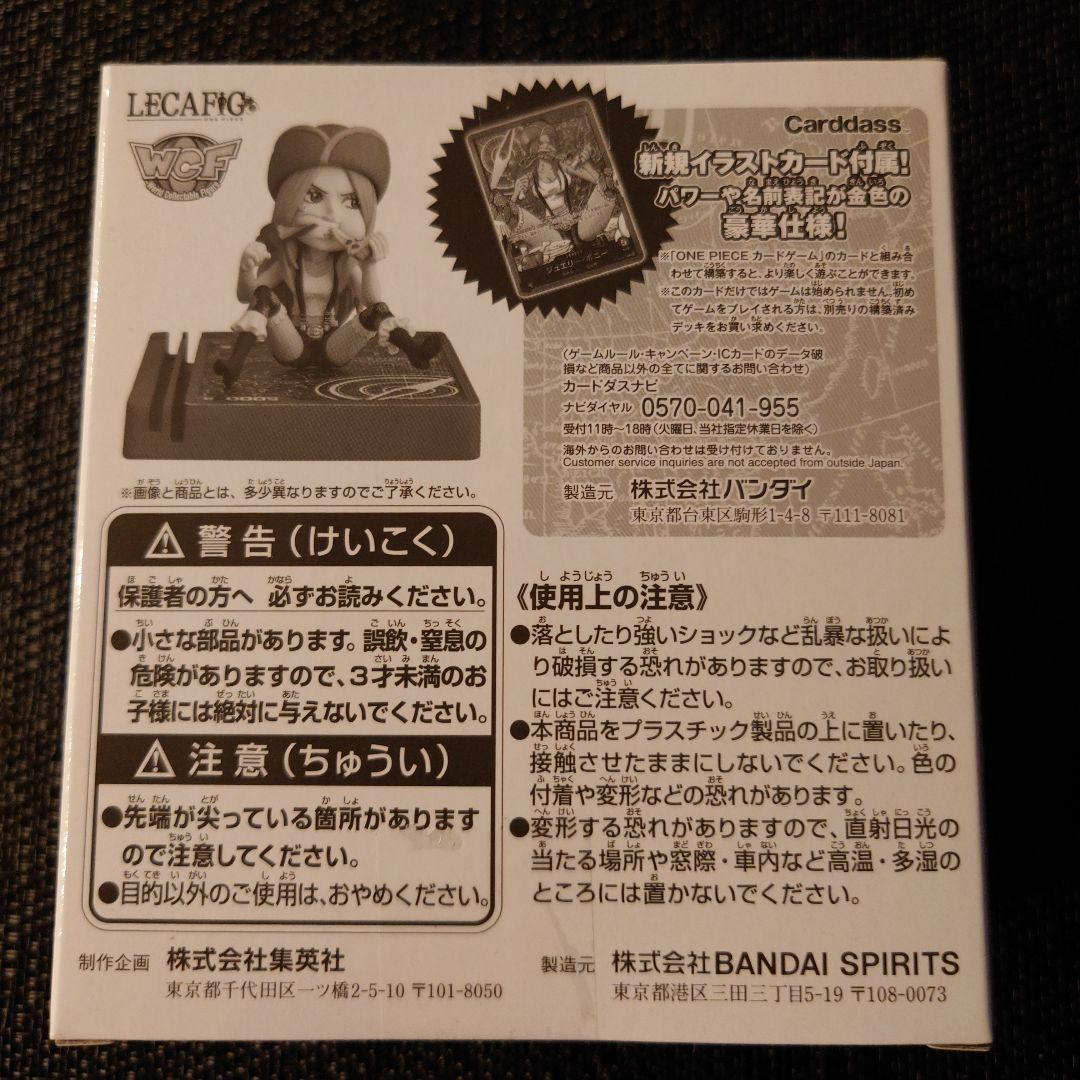 LECAFIG
ONE PIECE
WCF
World Collectable Figure
5000
ジュエリー・ボニー
※画像と商品とは、多少異なりますのでご了承ください。
Carddass
新規イラストカード付属!
パワーや名前表記が金色の
豪華仕様!
※「ONE PIECE カードゲーム」のカードと組み合
わせて構築すると、より楽しく遊ぶことができます。
※このカードだけではゲームは始められません。初め
てゲームをプレイされる方は、別売りの構築済み
デッキをお買い求めください。
(ゲームルール・キャンペーン・ICカードのデータ破
損など商品以外の全てに関するお問い合わせ)
カードダスナビ
ナビダイヤル 0570-041-955
受付11時〜18時(火曜日、当社指定休業日を除く)
海外からのお問い合わせは受け付けておりません。
Customer service inquiries are not accepted from outside Japan.
製造元 株式会社バンダイ
東京都台東区駒形1-4-8 〒111-8081
警告(けいこく)
保護者の方へ 必ずお読みください。
●小さな部品があります。誤飲・窒息の
危険がありますので、3才未満のお
子様には絶対に与えないでください。
注意(ちゅうい)
●先端が尖っている箇所があります
ので注意してください。
●目的以外のご使用は、おやめください。
《使用上の注意》
●落としたり強いショックなど乱暴な扱いによ
り破損する恐れがありますので、お取り扱い
にはご注意ください。
●本商品をプラスチック製品の上に置いたり、
接触させたままにしないでください。色の
付着や変形などの恐れがあります。
●変形する恐れがありますので、直射日光の
当たる場所や窓際・車内など高温・多湿の
ところには置かないでください。
制作企画 株式会社集英社
東京都千代田区一ツ橋2-5-10 〒101-8050
製造元 株式会社BANDAI SPIRITS
東京都港区三田三丁目5-19 〒108-0073